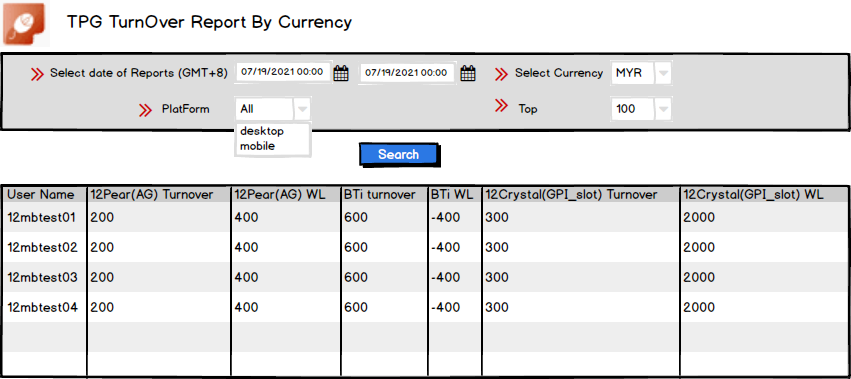 TPG TurnOver Report By Currency
Select date of Reports (GMT+8) 07/19/2021 00:00 07/19/2021 00:00 Select Currency MYR
PlatForm All Top 100
desktop
mobile
Search
User Name 12Pear(AG) Turnover 12Pear(AG) WL BTi turnover BTi WL 12Crystal(GPI_slot) Turnover 12Crystal(GPI_slot) WL
12mbtest01 200 400 600 -400 300 2000
12mbtest02 200 400 600 -400 300 2000
12mbtest03 200 400 600 -400 300 2000
12mbtest04 200 400 600 -400 300 2000